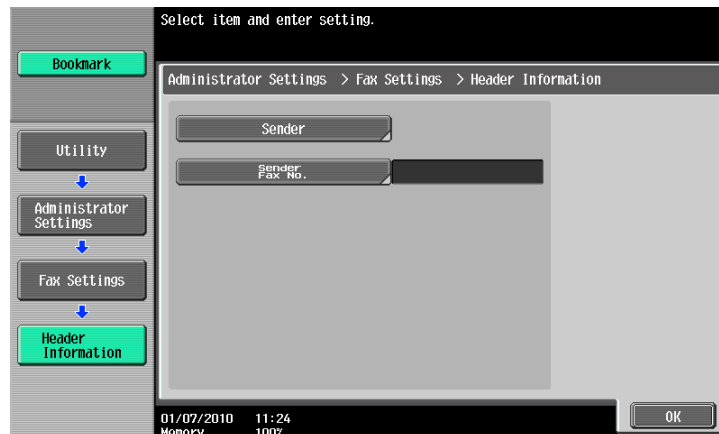 Select item and enter setting.
Bookmark
Administrator Settings > Fax Settings > Header Information
Sender
Utility
Sender
Fax No.
Administrator
Settings
Fax Settings
Header
Information
01/07/2010 11:24
Memory 100%
OK